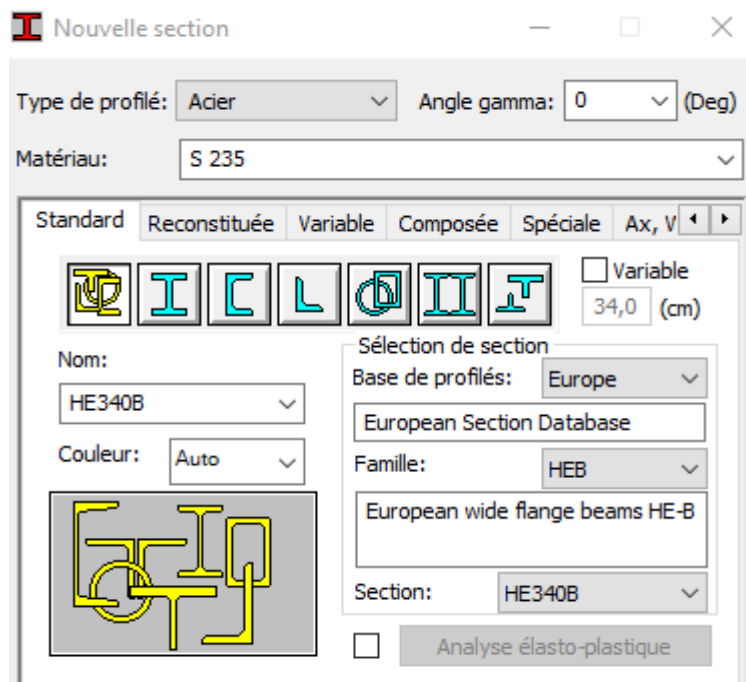 Nouvelle section
Type de profilé: Acier Angle gamma: 0 (Deg)
Matériau: S 235
Standard Reconstituée Variable Composée Spéciale Ax,
Variable
34,0 (cm)
Nom:
HE340B
Couleur: Auto
Sélection de section
Base de profilés: Europe
European Section Database
Famille: HEB
European wide flange beams HE-B
Section: HE340B
Analyse élasto-plastique